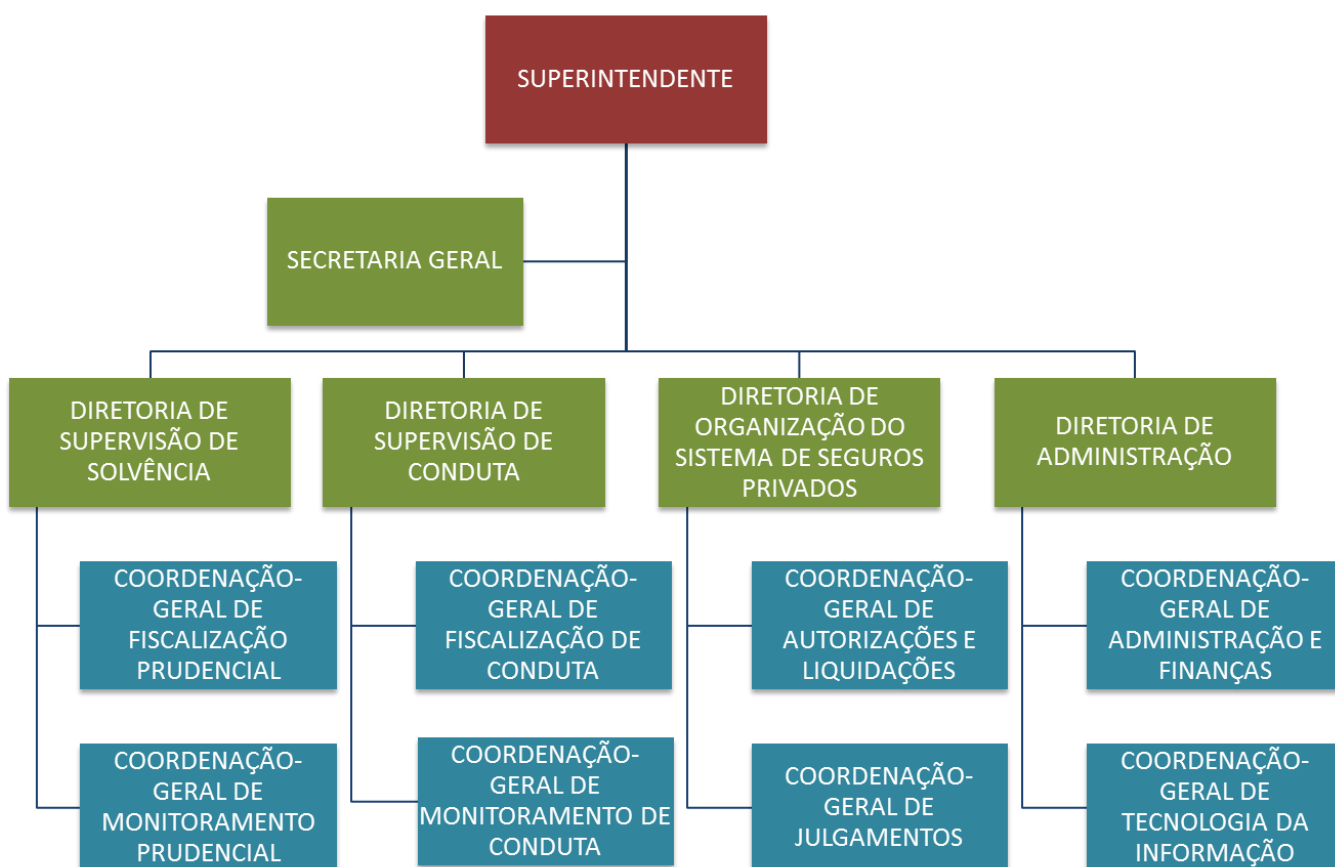 SUPERINTENDENTE
SECRETARIA GERAL
DIRETORIA DE
SUPERVISÃO DE
SOLVÊNCIA
DIRETORIA DE
SUPERVISÃO DE
CONDUTA
DIRETORIA DE
ORGANIZAÇÃO DO
SISTEMA DE SEGUROS
PRIVADOS
DIRETORIA DE
ADMINISTRAÇÃO
COORDENAÇÃO-
GERAL DE
FISCALIZAÇÃO
PRUDENCIAL
COORDENAÇÃO-
GERAL DE
FISCALIZAÇÃO DE
CONDUTA
COORDENAÇÃO-
GERAL DE
AUTORIZAÇÕES E
LIQUIDAÇÕES
COORDENAÇÃO-
GERAL DE
ADMINISTRAÇÃO E
FINANÇAS
COORDENAÇÃO-
GERAL DE
MONITORAMENTO
PRUDENCIAL
COORDENAÇÃO-
GERAL DE
MONITORAMENTO DE
CONDUTA
COORDENAÇÃO-
GERAL DE
JULGAMENTOS
COORDENAÇÃO-
GERAL DE
TECNOLOGIA DA
INFORMAÇÃO